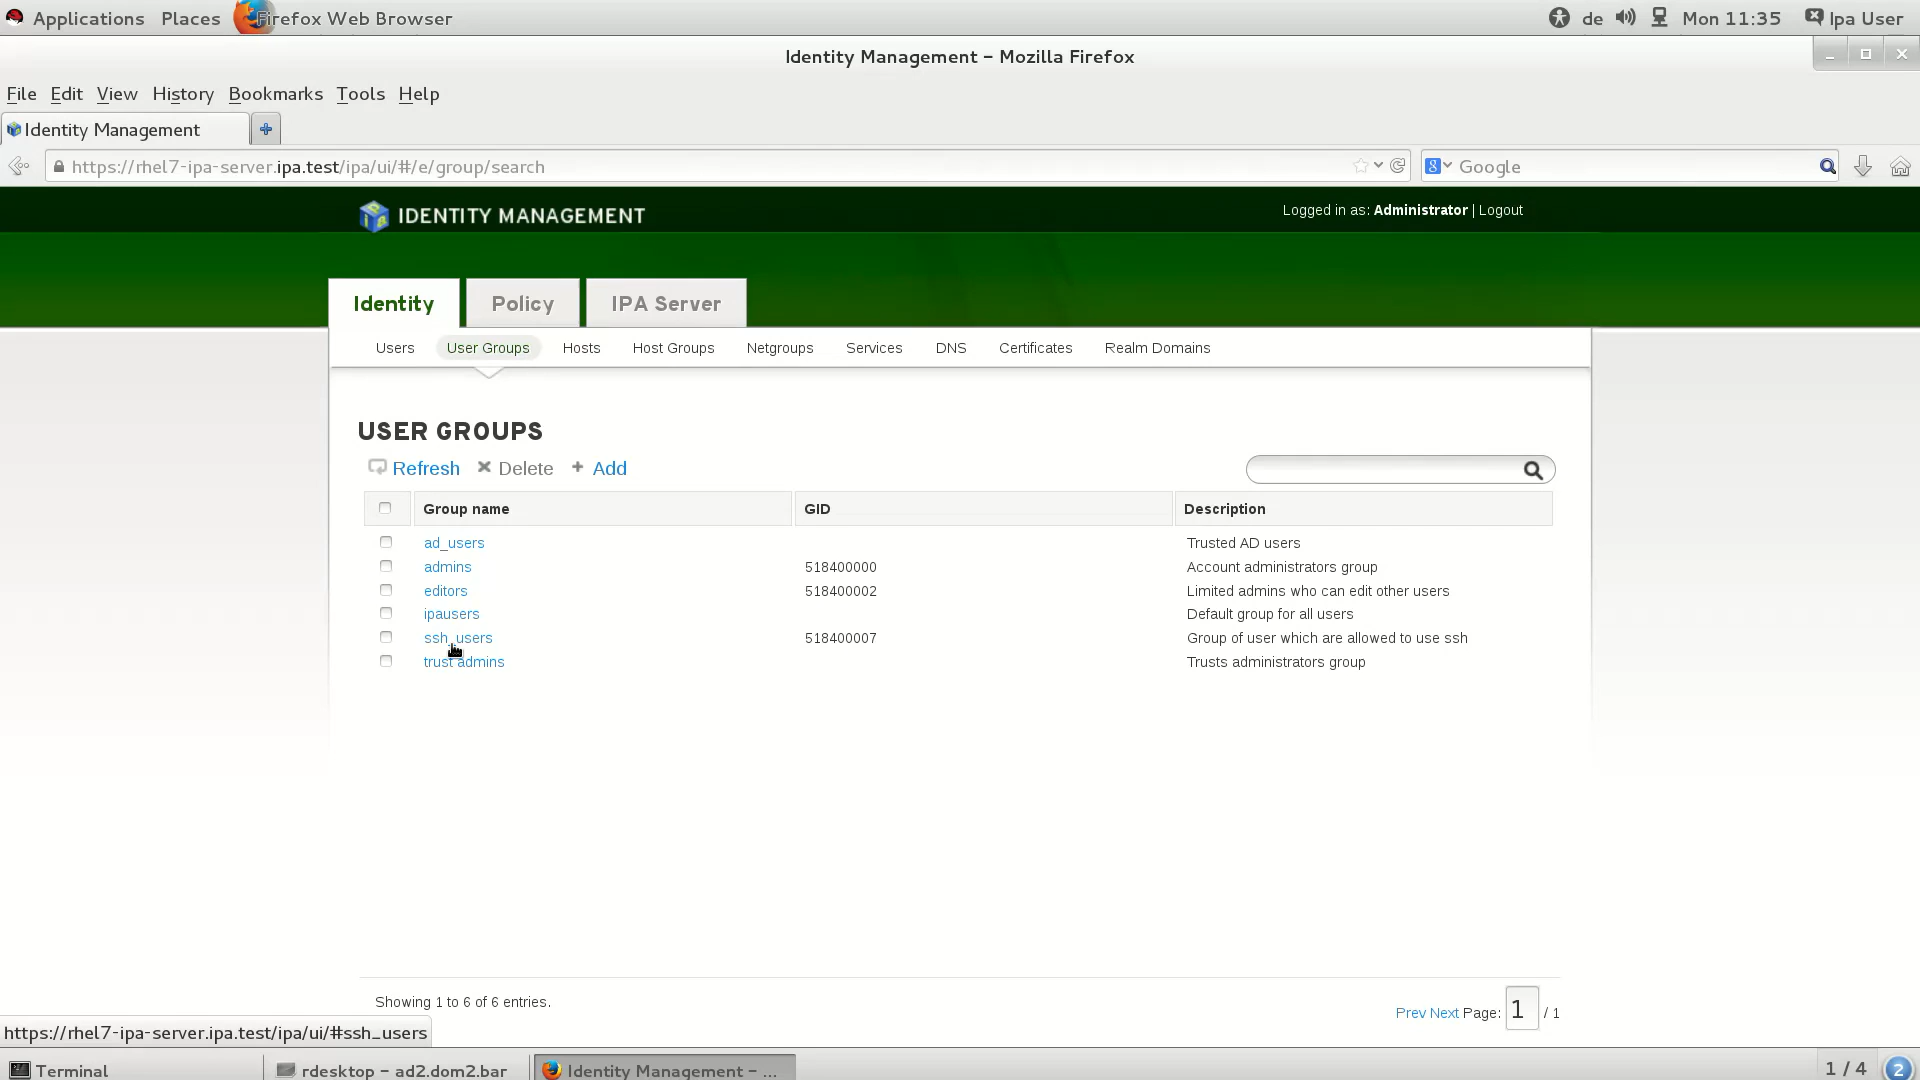 Applications Places Firefox Web Browser de Mon 11:35 Ipa User
Identity Management - Mozilla Firefox
File Edit View History Bookmarks Tools Help
Identity Management
https://rhel7-ipa-server.ipa.test/ipa/ui/#/e/group/search Google
IDENTITY MANAGEMENT Logged in as: Administrator | Logout
Identity Policy IPA Server
Users User Groups Hosts Host Groups Netgroups Services DNS Certificates Realm Domains
USER GROUPS
Refresh Delete Add
Group name GID Description
ad_users Trusted AD users
admins 518400000 Account administrators group
editors 518400002 Limited admins who can edit other users
ipausers Default group for all users
ssh_users 518400007 Group of user which are allowed to use ssh
trust admins Trusts administrators group
Showing 1 to 6 of 6 entries.
Prev Next Page: 1 / 1
https://rhel7-ipa-server.ipa.test/ipa/ui/#ssh_users
Terminal rdesktop - ad2.dom2.bar Identity Management - ... 1 / 4 2